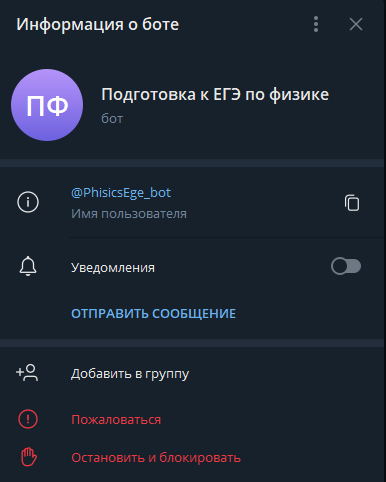 Информация о боте
ПФ
Подготовка к ЕГЭ по физике
бот
@PhisicsEge_bot
Имя пользователя
Уведомления
ОТПРАВИТЬ СООБЩЕНИЕ
Добавить в группу
Пожаловаться
Остановить и блокировать